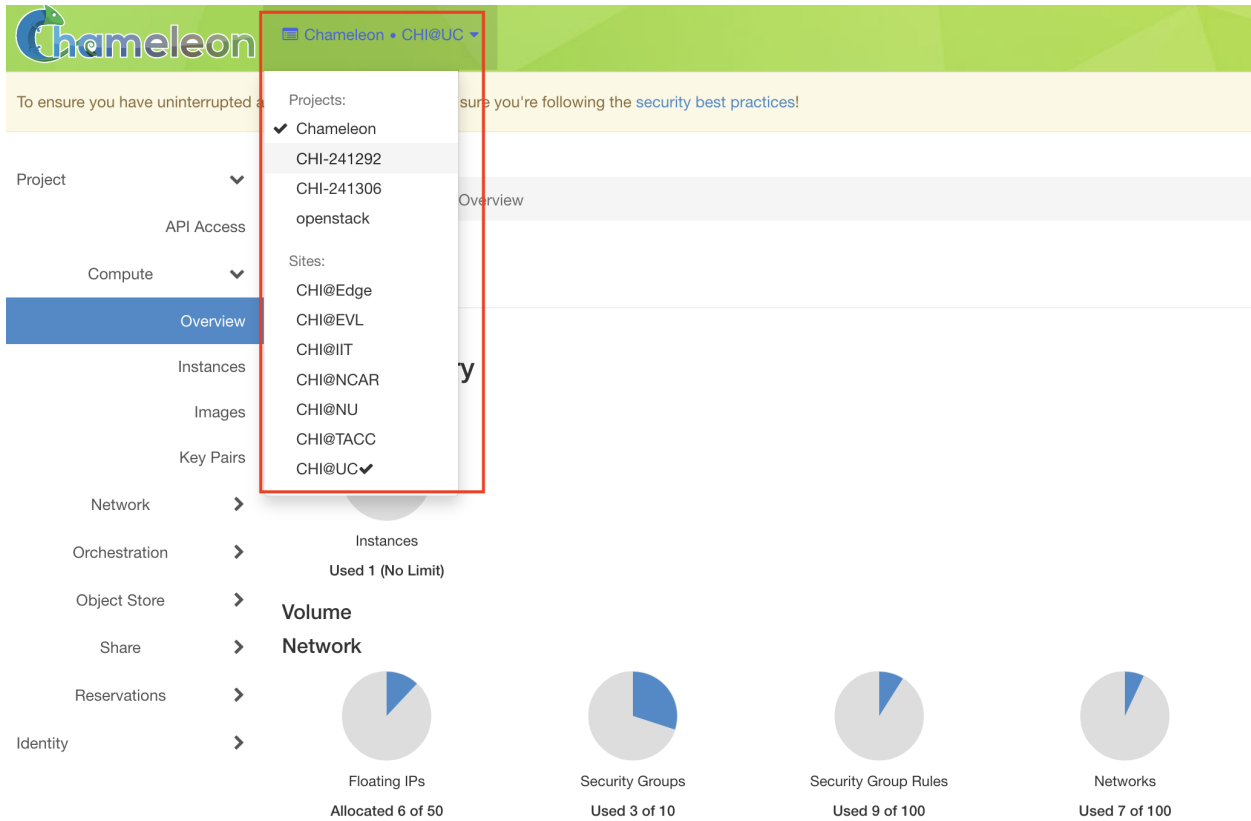 Chameleon
Chameleon • CHI@UC
To ensure you have uninterrupted a
sure you're following the security best practices!
Projects:
Chameleon
CHI-241292
CHI-241306
openstack
Sites:
CHI@Edge
CHI@EVL
CHI@IIT
CHI@NCAR
CHI@NU
CHI@TACC
CHI@UC
Project
API Access
Compute
Overview
Instances
Images
Key Pairs
Network
Orchestration
Object Store
Share
Reservations
Identity
Overview
ry
Instances
Used 1 (No Limit)
Volume
Network
Floating IPs
Allocated 6 of 50
Security Groups
Used 3 of 10
Security Group Rules
Used 9 of 100
Networks
Used 7 of 100